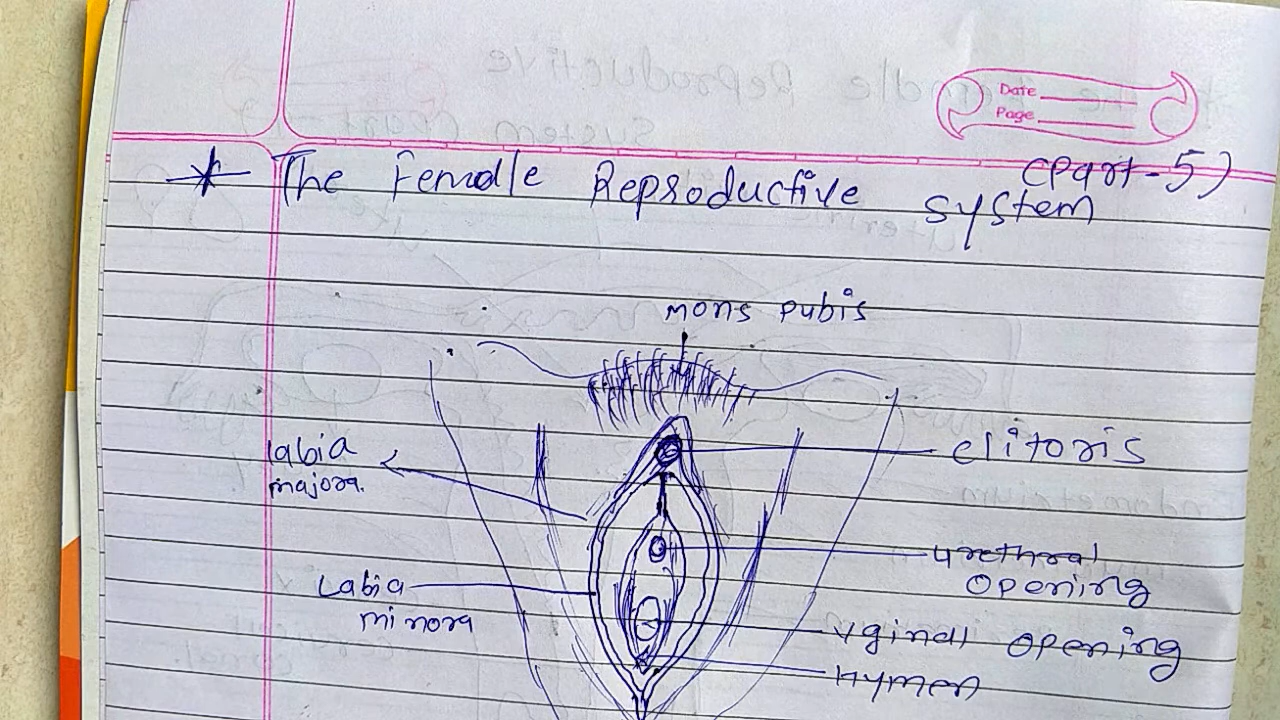 Date
Page
* The Female Reproductive system (Part-5)
mons pubis
labia
majora.
clitoris
urethral
opening
Labia
minora
vginal opening
Hymen